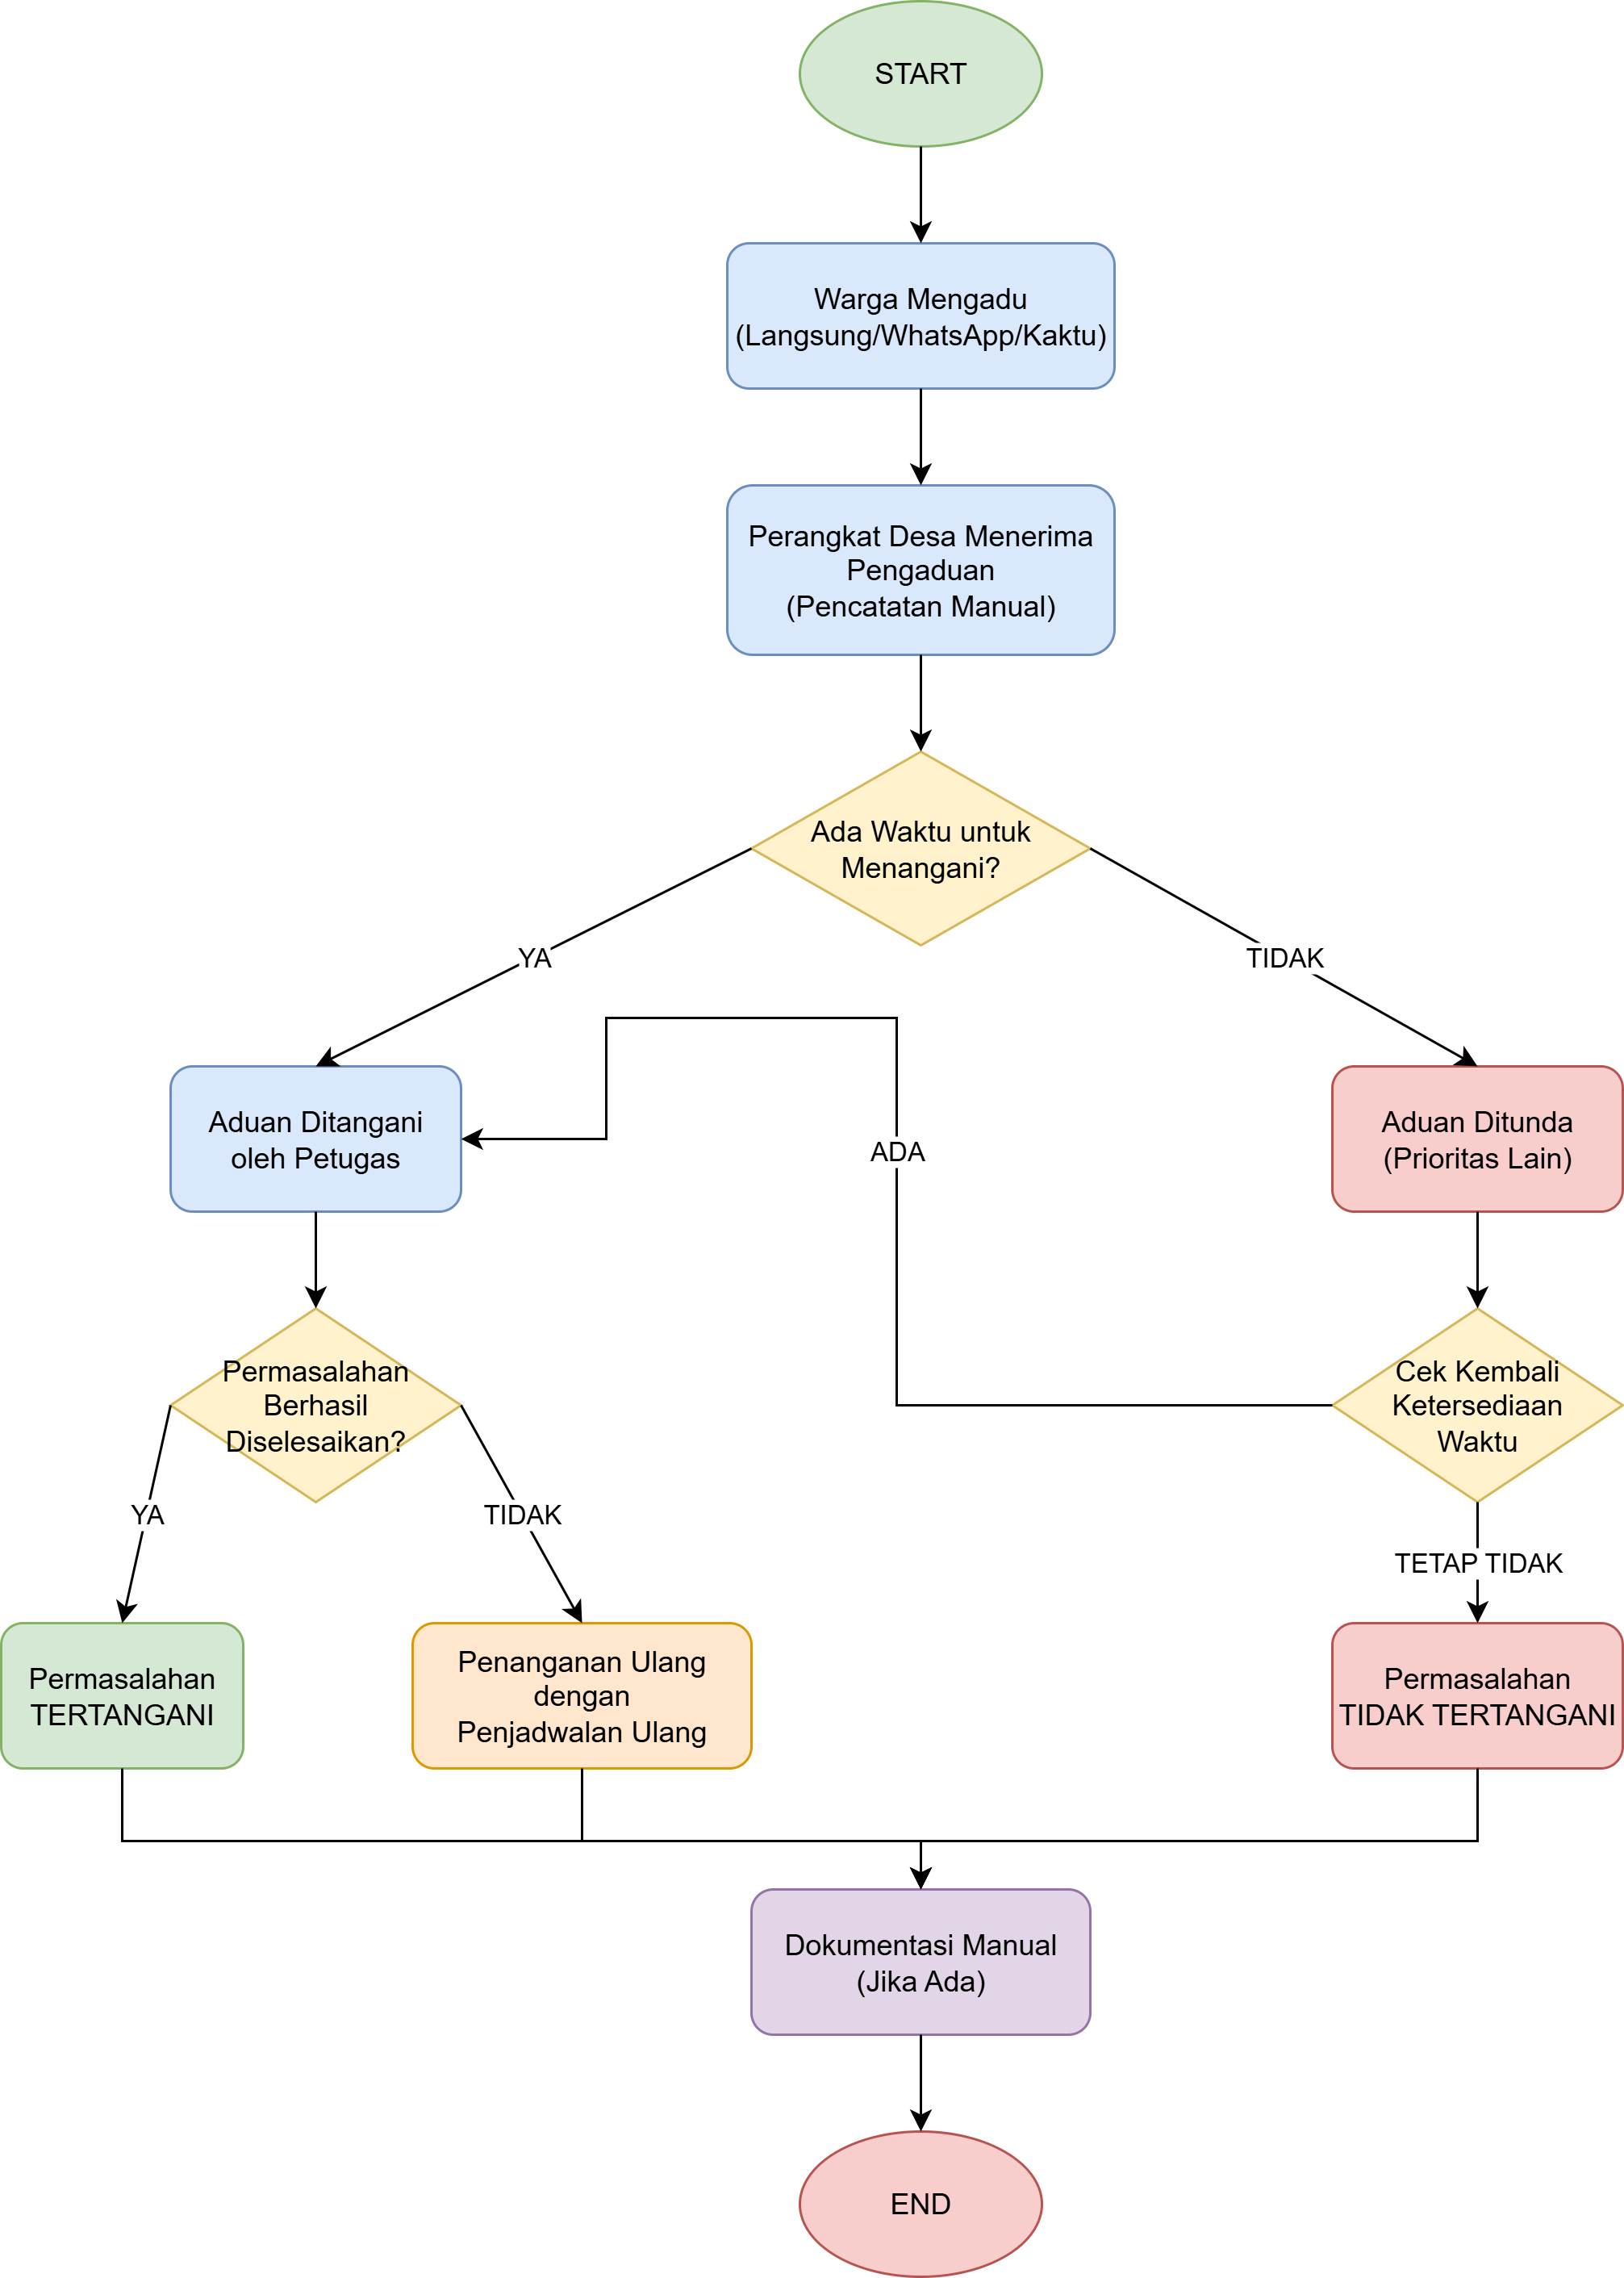 START
Warga Mengadu
(Langsung/WhatsApp/Kaktu)
Perangkat Desa Menerima
Pengaduan
(Pencatatan Manual)
Ada Waktu untuk
Menangani?
YA
TIDAK
Aduan Ditangani
oleh Petugas
ADA
Aduan Ditunda
(Prioritas Lain)
Permasalahan
Berhasil
Diselesaikan?
Cek Kembali
Ketersediaan
Waktu
YA
TIDAK
TETAP TIDAK
Permasalahan
TERTANGANI
Penanganan Ulang
dengan
Penjadwalan Ulang
Permasalahan
TIDAK TERTANGANI
Dokumentasi Manual
(Jika Ada)
END